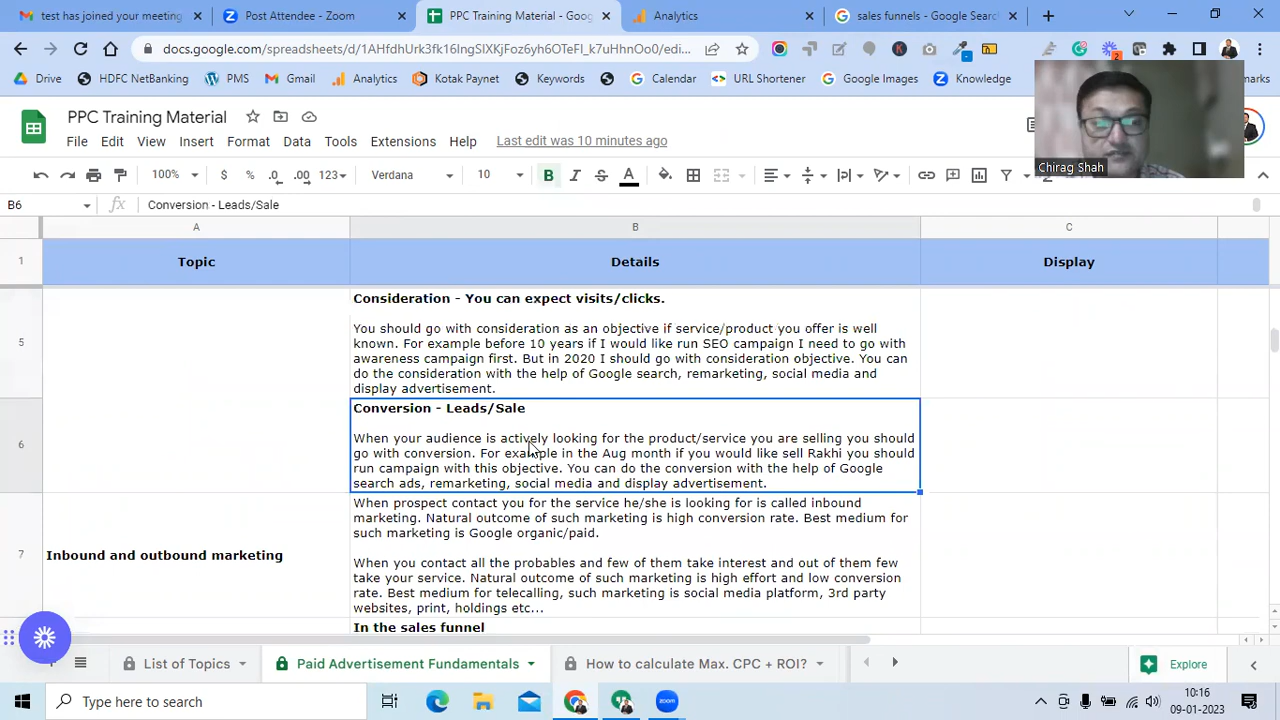 test has joined your meeting
Post Attendee - Zoom
PPC Training Material - Goog
Analytics
sales funnels - Google Search
docs.google.com/spreadsheets/d/1AHfdhUrk3fk16IngSlXKjFoz6yh6OTeFl_k7uHhnOo0/edi...
2
Drive
HDFC NetBanking
PMS
Gmail
Analytics
Kotak Paynet
Keywords
Calendar
URL Shortener
Google Images
Knowledge
PPC Training Material
File
Edit
View
Insert
Format
Data
Tools
Extensions
Help
Last edit was 10 minutes ago
Chirag Shah
100%
$
%
.0
.00
123
Verdana
10
B
I
S
A
B6
fx
Conversion - Leads/Sale
A
B
C
1
Topic
Details
Display
Consideration - You can expect visits/clicks.
5
You should go with consideration as an objective if service/product you offer is well
known. For example before 10 years if I would like run SEO campaign I need to go with
awareness campaign first. But in 2020 I should go with consideration objective. You can
do the consideration with the help of Google search, remarketing, social media and
display advertisement.
Conversion - Leads/Sale
6
When your audience is actively looking for the product/service you are selling you should
go with conversion. For example in the Aug month if you would like sell Rakhi you should
run campaign with this objective. You can do the conversion with the help of Google
search ads, remarketing, social media and display advertisement.
7
Inbound and outbound marketing
When prospect contact you for the service he/she is looking for is called inbound
marketing. Natural outcome of such marketing is high conversion rate. Best medium for
such marketing is Google organic/paid.
When you contact all the probables and few of them take interest and out of them few
take your service. Natural outcome of such marketing is high effort and low conversion
rate. Best medium for telecalling, such marketing is social media platform, 3rd party
websites, print, holdings etc...
In the sales funnel
List of Topics
Paid Advertisement Fundamentals
How to calculate Max. CPC + ROI?
Explore
Type here to search
10:16
09-01-2023